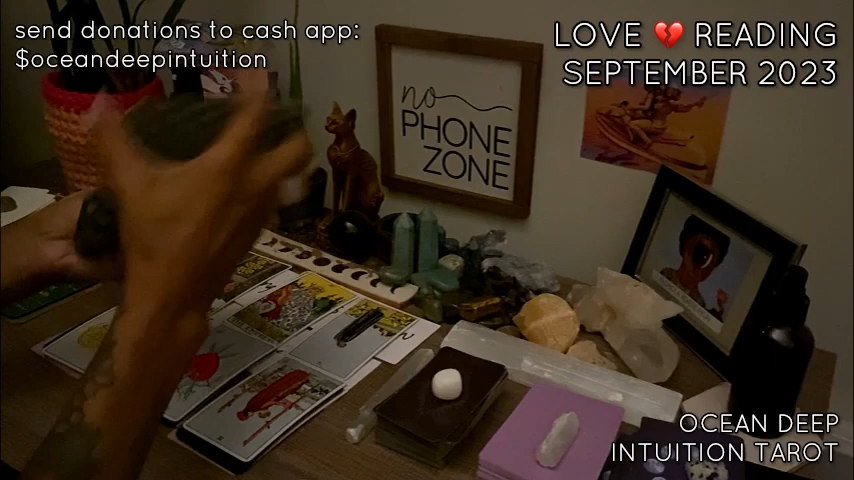 send donations to cash app:
$oceandeepintuition
LOVE 💔 READING
SEPTEMBER 2023
no
PHONE
ZONE
OCEAN DEEP
INTUITION TAROT